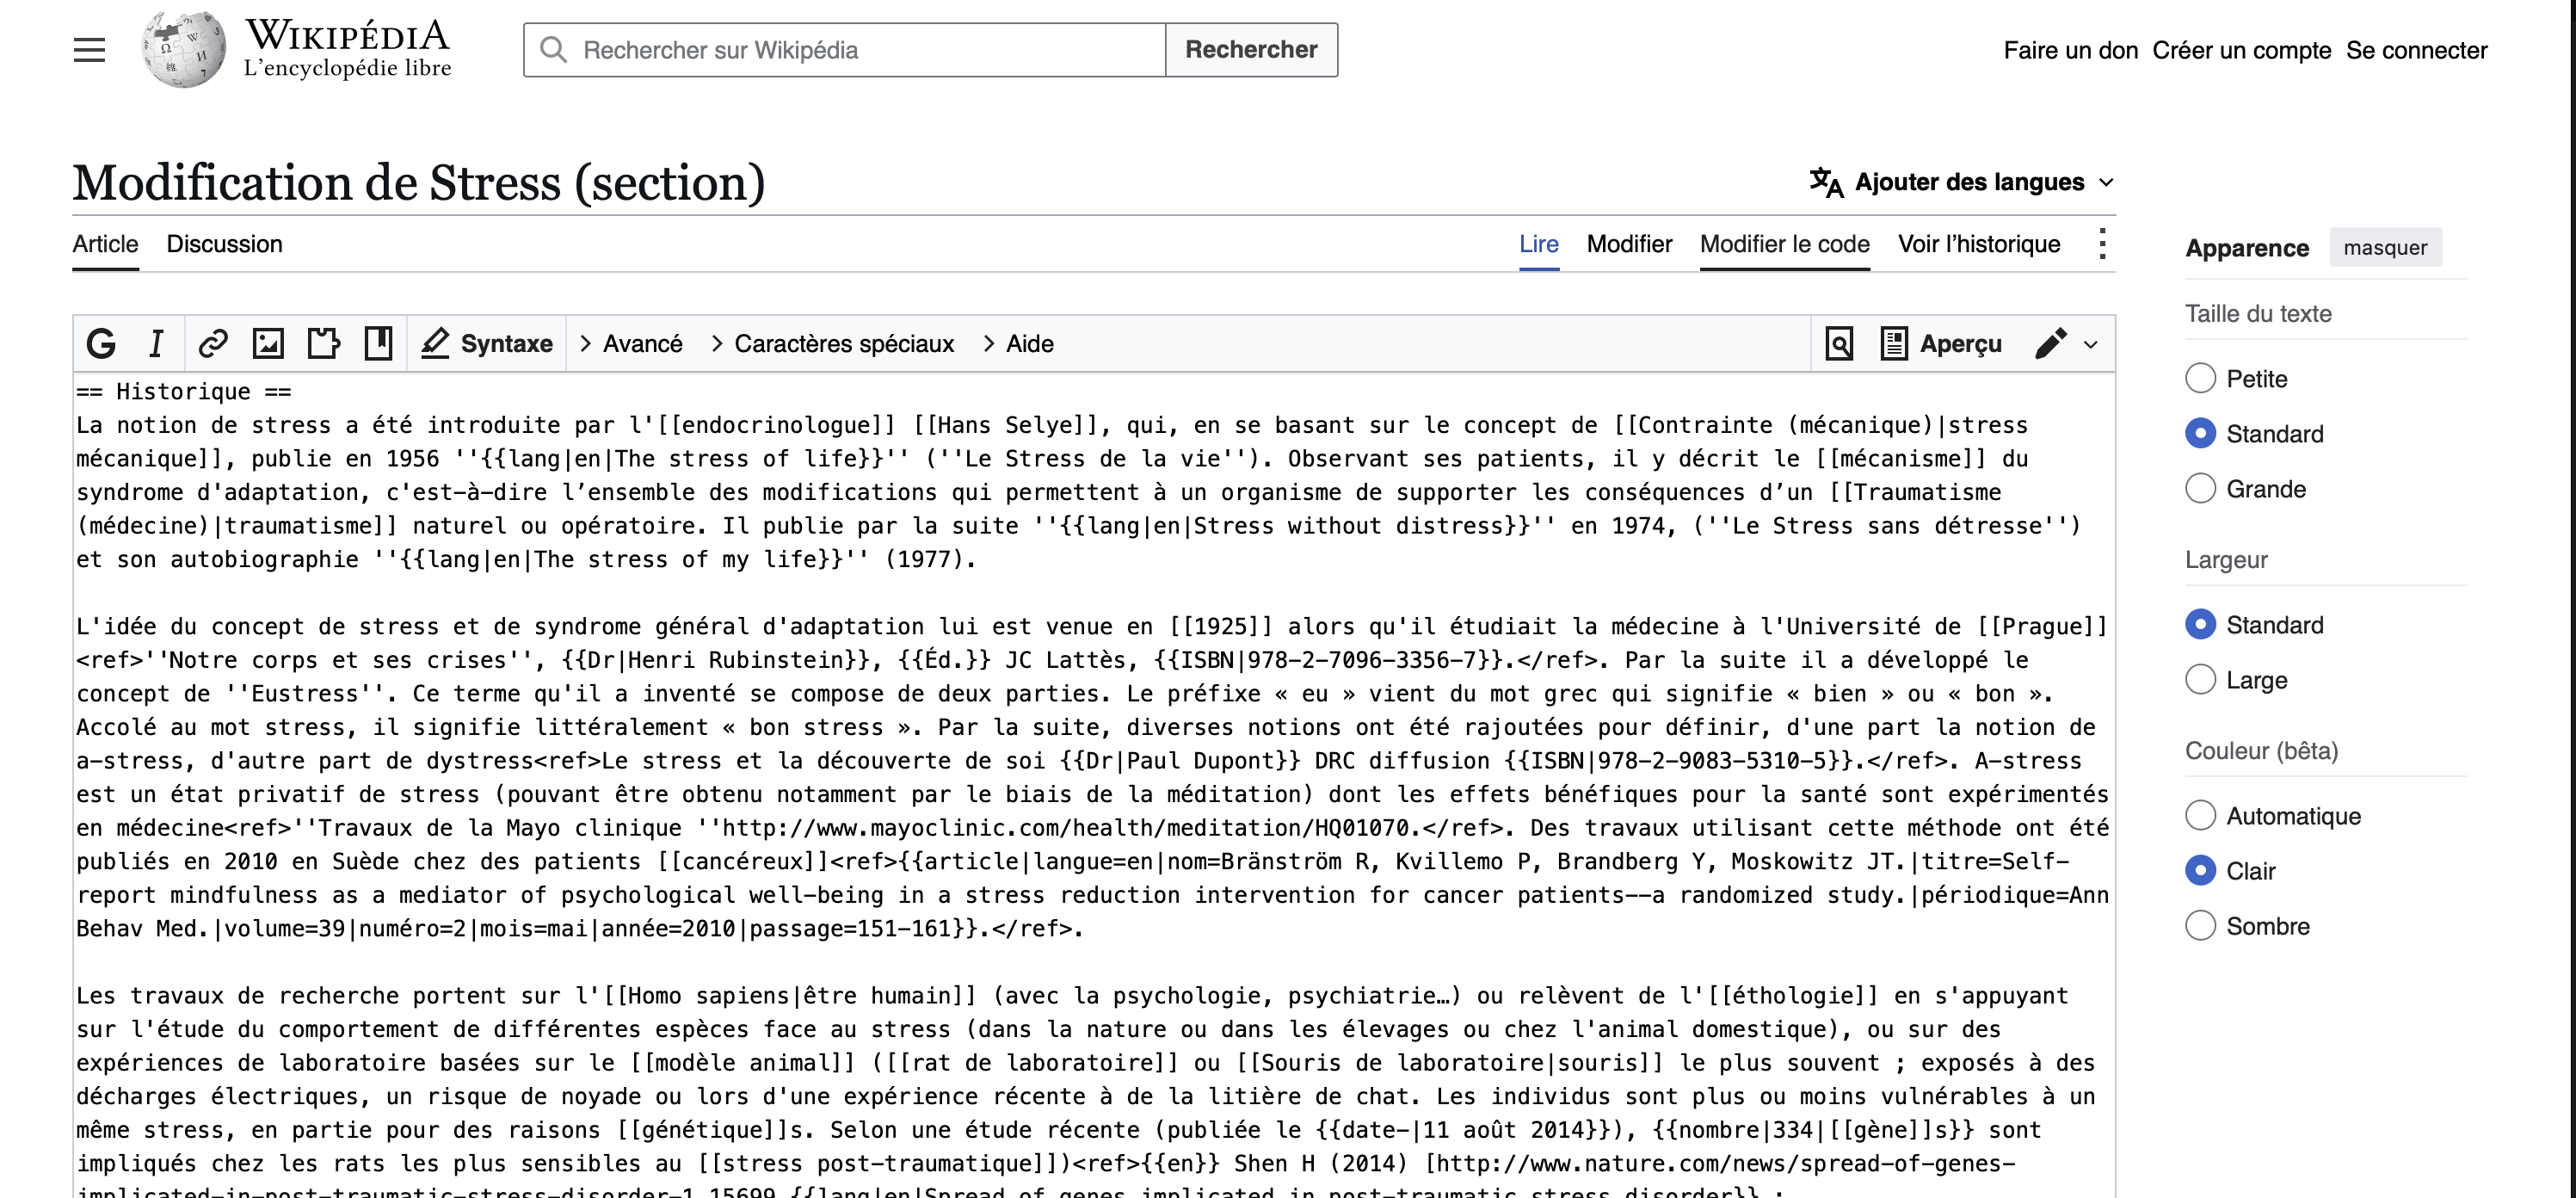 WIKIPÉDIA
L'encyclopédie libre
Rechercher sur Wikipédia
Rechercher
Faire un don Créer un compte Se connecter
Modification de Stress (section)
Ajouter des langues
Article Discussion
Lire Modifier Modifier le code Voir l’historique
G I Syntaxe Avancé Caractères spéciaux Aide Aperçu
== Historique ==
La notion de stress a été introduite par l'[[endocrinologue]] [[Hans Selye]], qui, en se basant sur le concept de [[Contrainte (mécanique)|stress
mécanique]], publie en 1956 ''{{lang|en|The stress of life}}'' (''Le Stress de la vie''). Observant ses patients, il y décrit le [[mécanisme]] du
syndrome d'adaptation, c'est-à-dire l’ensemble des modifications qui permettent à un organisme de supporter les conséquences d’un [[Traumatisme
(médecine)|traumatisme]] naturel ou opératoire. Il publie par la suite ''{{lang|en|Stress without distress}}'' en 1974, (''Le Stress sans détresse'')
et son autobiographie ''{{lang|en|The stress of my life}}'' (1977).
L'idée du concept de stress et de syndrome général d'adaptation lui est venue en [[1925]] alors qu'il étudiait la médecine à l'Université de [[Prague]]
<ref>''Notre corps et ses crises'', {{Dr|Henri Rubinstein}}, {{Éd.}} JC Lattès, {{ISBN|978-2-7096-3356-7}}.</ref>. Par la suite il a développé le
concept de ''Eustress''. Ce terme qu'il a inventé se compose de deux parties. Le préfixe « eu » vient du mot grec qui signifie « bien » ou « bon ».
Accolé au mot stress, il signifie littéralement « bon stress ». Par la suite, diverses notions ont été rajoutées pour définir, d'une part la notion de
a-stress, d'autre part de dystress<ref>Le stress et la découverte de soi {{Dr|Paul Dupont}} DRC diffusion {{ISBN|978-2-9083-5310-5}}.</ref>. A-stress
est un état privatif de stress (pouvant être obtenu notamment par le biais de la méditation) dont les effets bénéfiques pour la santé sont expérimentés
en médecine<ref>''Travaux de la Mayo clinique ''http://www.mayoclinic.com/health/meditation/HQ01070.</ref>. Des travaux utilisant cette méthode ont été
publiés en 2010 en Suède chez des patients [[cancéreux]]<ref>{{article|langue=en|nom=Bränström R, Kvillemo P, Brandberg Y, Moskowitz JT.|titre=Self-
report mindfulness as a mediator of psychological well-being in a stress reduction intervention for cancer patients--a randomized study.|périodique=Ann
Behav Med.|volume=39|numéro=2|mois=mai|année=2010|passage=151-161}}.</ref>.
Les travaux de recherche portent sur l'[[Homo sapiens|être humain]] (avec la psychologie, psychiatrie…) ou relèvent de l'[[éthologie]] en s'appuyant
sur l'étude du comportement de différentes espèces face au stress (dans la nature ou dans les élevages ou chez l'animal domestique), ou sur des
expériences de laboratoire basées sur le [[modèle animal]] ([[rat de laboratoire]] ou [[Souris de laboratoire|souris]] le plus souvent ; exposés à des
décharges électriques, un risque de noyade ou lors d'une expérience récente à de la litière de chat. Les individus sont plus ou moins vulnérables à un
même stress, en partie pour des raisons [[génétique]]s. Selon une étude récente (publiée le {{date-|11 août 2014}}), {{nombre|334|[[gène]]s}} sont
impliqués chez les rats les plus sensibles au [[stress post-traumatique]])<ref>{{en}} Shen H (2014) [http://www.nature.com/news/spread-of-genes-
implicated-in-post-traumatic-stress-disorder-1.15699 {{lang|en|Spread of genes implicated in post-traumatic stress disorder}} ;
Apparence masquer
Taille du texte
Petite
Standard
Grande
Largeur
Standard
Large
Couleur (bêta)
Automatique
Clair
Sombre